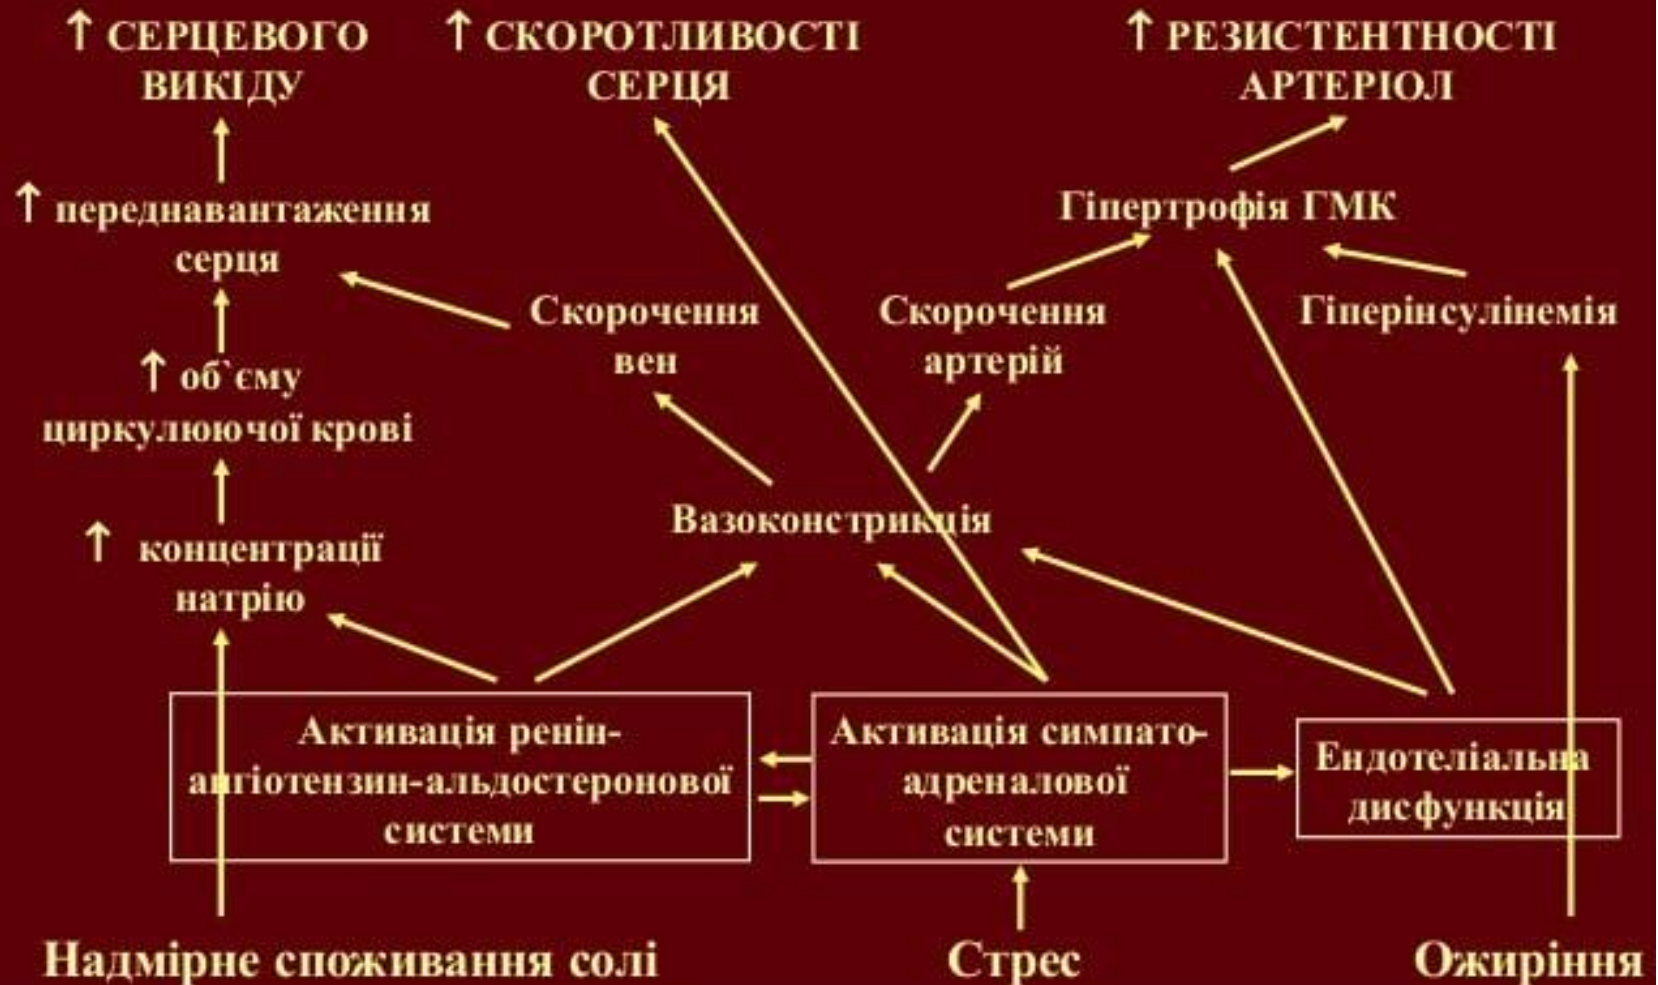 ↑ СЕРЦЕВОГО
ВИКІДУ
↑ СКОРОТЛИВОСТІ
СЕРЦЯ
↑ РЕЗИСТЕНТНОСТІ
АРТЕРІОЛ
↑ переднавантаження
серця
Гіпертрофія ГМК
Скорочення
вен
Скорочення
артерій
Гіперінсулінемія
↑ об`єму
циркулюючої крові
Вазоконстрикція
↑ концентрації
натрію
Активація ренін-
ангіотензин-альдостеронової
системи
Активація симпато-
адреналової
системи
Ендотеліальна
дисфункція
Надмірне споживання солі
Стрес
Ожиріння